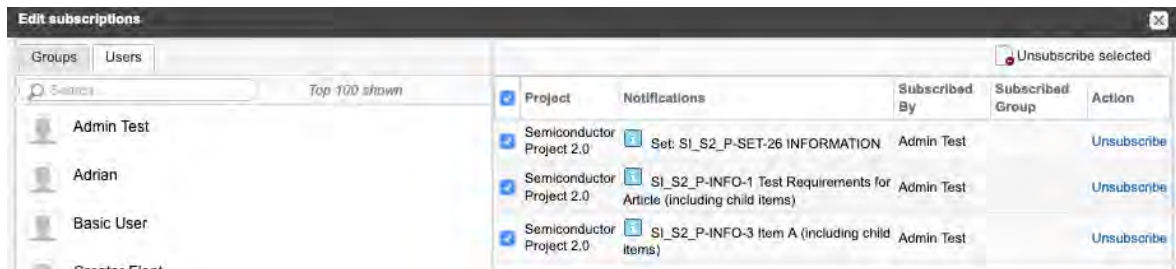 Edit subscriptions
Groups Users
Unsubscribe selected
Search Top 100 shown
Project Notifications Subscribed By Subscribed Group Action
Admin Test
Adrian
Basic User
Semiconductor Project 2.0 Set: SI_S2_P-SET-26 INFORMATION Admin Test Unsubscribe
Semiconductor Project 2.0 SI_S2_P-INFO-1 Test Requirements for Article (including child items) Admin Test Unsubscribe
Semiconductor Project 2.0 SI_S2_P-INFO-3 Item A (including child items) Admin Test Unsubscribe